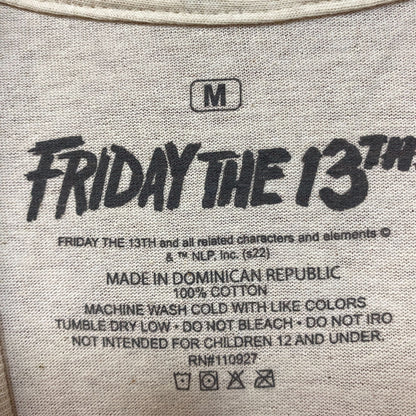 M
FRIDAY THE 13TH
FRIDAY THE 13TH and all related characters and elements ©
& ™ NLP, Inc. (s22)
MADE IN DOMINICAN REPUBLIC
100% COTTON
MACHINE WASH COLD WITH LIKE COLORS
TUMBLE DRY LOW • DO NOT BLEACH • DO NOT IRO
NOT INTENDED FOR CHILDREN 12 AND UNDER.
RN#110927